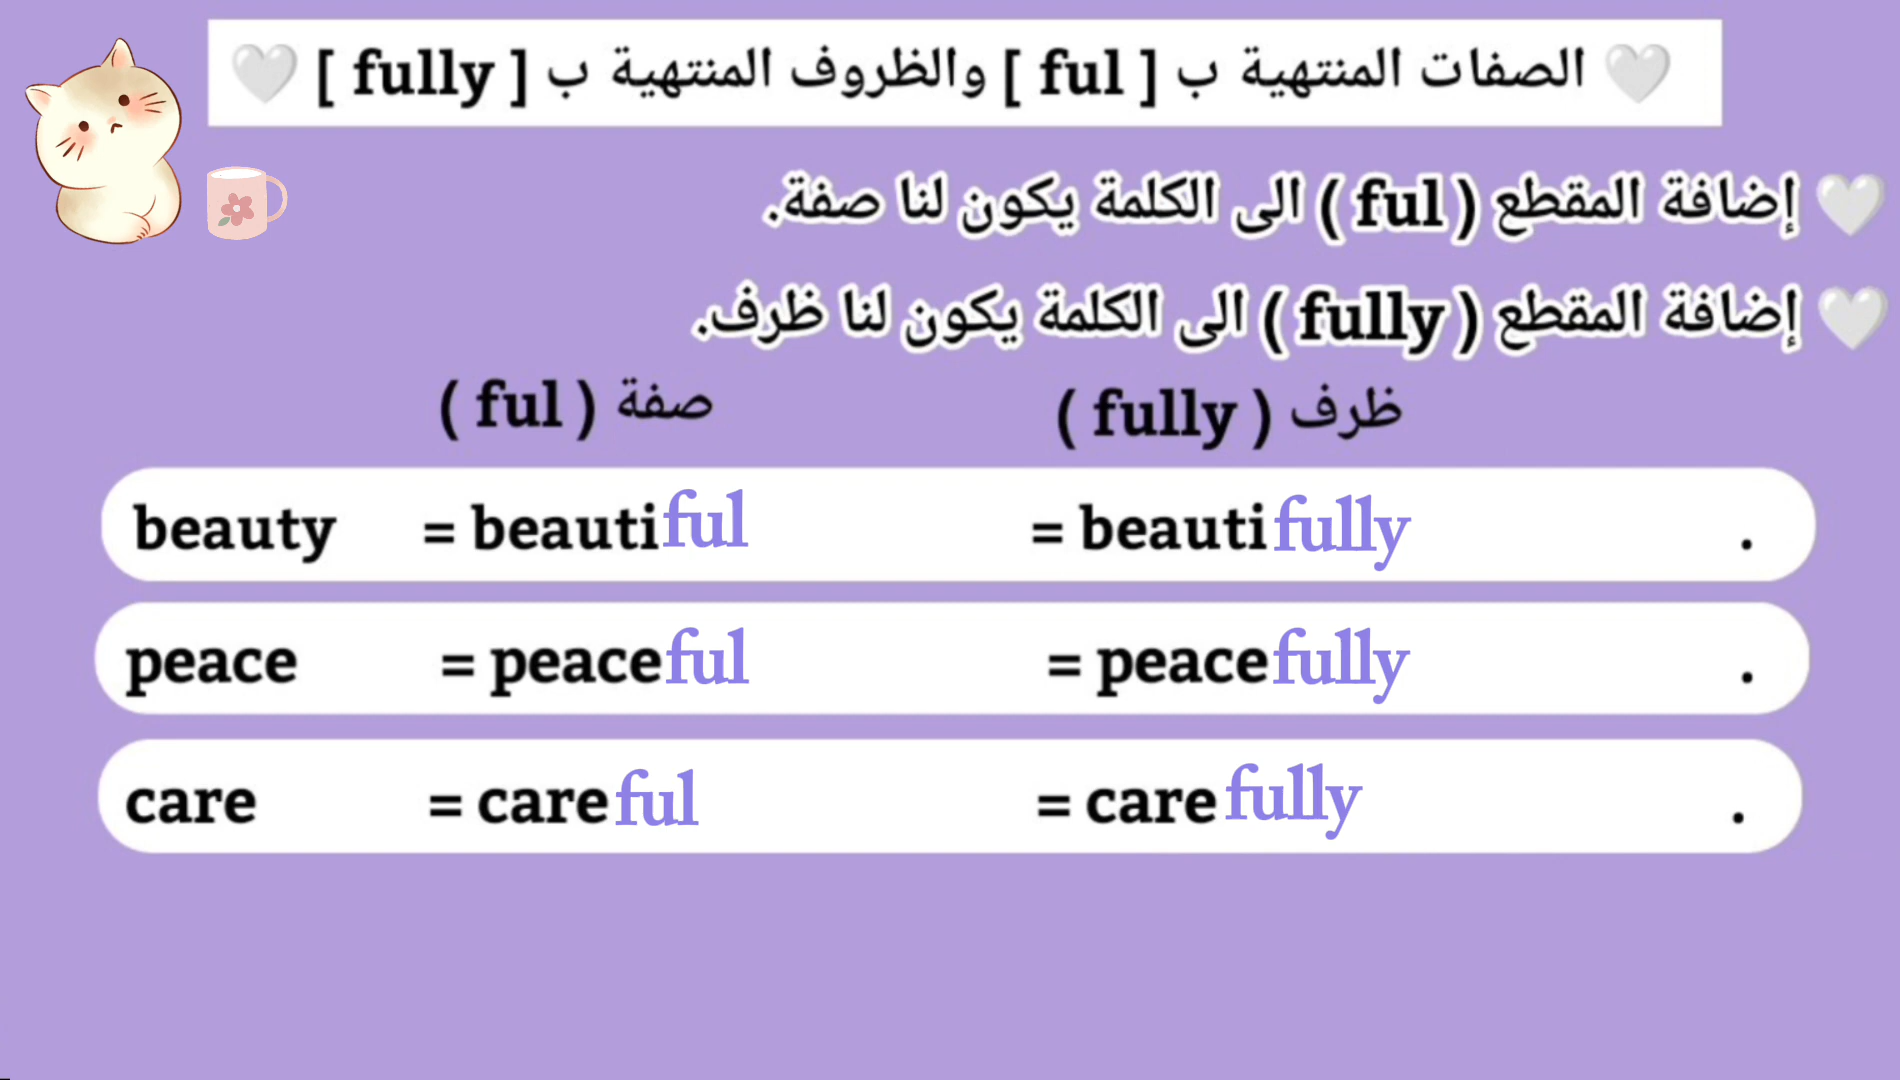 🤍 الصفات المنتهية ب [ ful ] والظروف المنتهية ب [ fully ] 🤍
🤍 إضافة المقطع ( ful ) الى الكلمة يكون لنا صفة.
🤍 إضافة المقطع ( fully ) الى الكلمة يكون لنا ظرف.
صفة ( ful ) ظرف ( fully )
beauty = beautiful = beautifully .
peace = peaceful = peacefully .
care = careful = carefully .